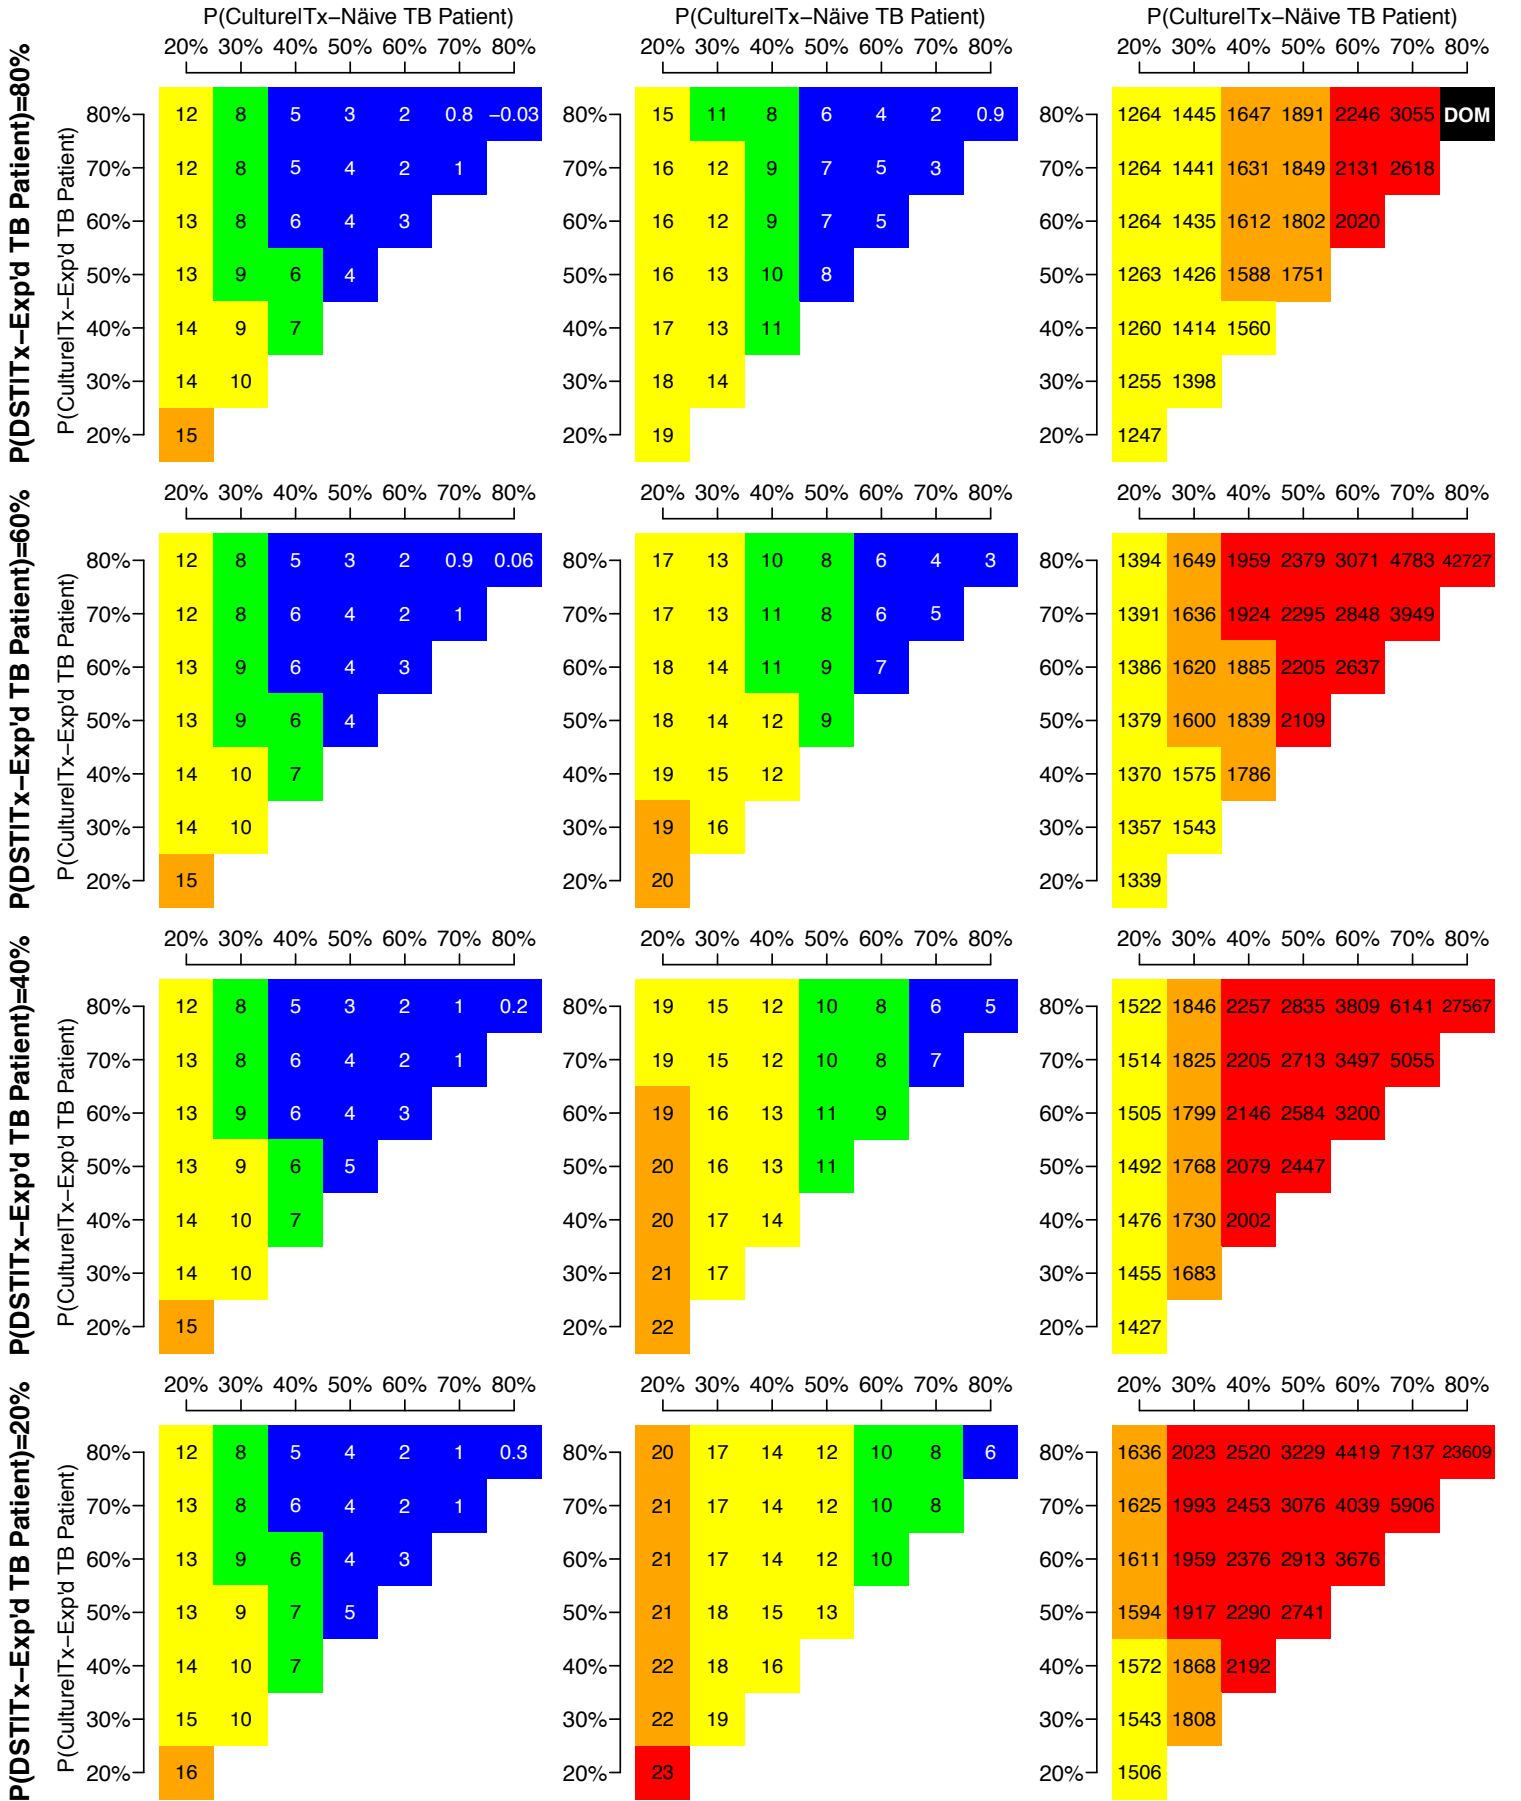 P(Culture|Tx−Näive TB Patient) P(Culture|Tx−Näive TB Patient) P(Culture|Tx−Näive TB Patient)
20% 30% 40% 50% 60% 70% 80% 20% 30% 40% 50% 60% 70% 80% 20% 30% 40% 50% 60% 70% 80%
P(DST|Tx−Exp'd TB Patient)=80%
P(Culture|Tx−Exp'd TB Patient)
80% 12 8 5 3 2 0.8 −0.03 80% 15 11 8 6 4 2 0.9 80% 1264 1445 1647 1891 2246 3055 DOM
70% 12 8 5 4 2 1 70% 16 12 9 7 5 3 70% 1264 1441 1631 1849 2131 2618
60% 13 8 6 4 3 60% 16 12 9 7 5 60% 1264 1435 1612 1802 2020
50% 13 9 6 4 50% 16 13 10 8 50% 1263 1426 1588 1751
40% 14 9 7 40% 17 13 11 40% 1260 1414 1560
30% 14 10 30% 18 14 30% 1255 1398
20% 15 20% 19 20% 1247
20% 30% 40% 50% 60% 70% 80% 20% 30% 40% 50% 60% 70% 80% 20% 30% 40% 50% 60% 70% 80%
P(DST|Tx−Exp'd TB Patient)=60%
P(Culture|Tx−Exp'd TB Patient)
80% 12 8 5 3 2 0.9 0.06 80% 17 13 10 8 6 4 3 80% 1394 1649 1959 2379 3071 4783 42727
70% 12 8 6 4 2 1 70% 17 13 11 8 6 5 70% 1391 1636 1924 2295 2848 3949
60% 13 9 6 4 3 60% 18 14 11 9 7 60% 1386 1620 1885 2205 2637
50% 13 9 6 4 50% 18 14 12 9 50% 1379 1600 1839 2109
40% 14 10 7 40% 19 15 12 40% 1370 1575 1786
30% 14 10 30% 19 16 30% 1357 1543
20% 15 20% 20 20% 1339
20% 30% 40% 50% 60% 70% 80% 20% 30% 40% 50% 60% 70% 80% 20% 30% 40% 50% 60% 70% 80%
P(DST|Tx−Exp'd TB Patient)=40%
P(Culture|Tx−Exp'd TB Patient)
80% 12 8 5 3 2 1 0.2 80% 19 15 12 10 8 6 5 80% 1522 1846 2257 2835 3809 6141 27567
70% 13 8 6 4 2 1 70% 19 15 12 10 8 7 70% 1514 1825 2205 2713 3497 5055
60% 13 9 6 4 3 60% 19 16 13 11 9 60% 1505 1799 2146 2584 3200
50% 13 9 6 5 50% 20 16 13 11 50% 1492 1768 2079 2447
40% 14 10 7 40% 20 17 14 40% 1476 1730 2002
30% 14 10 30% 21 17 30% 1455 1683
20% 15 20% 22 20% 1427
20% 30% 40% 50% 60% 70% 80% 20% 30% 40% 50% 60% 70% 80% 20% 30% 40% 50% 60% 70% 80%
P(DST|Tx−Exp'd TB Patient)=20%
P(Culture|Tx−Exp'd TB Patient)
80% 12 8 5 4 2 1 0.3 80% 20 17 14 12 10 8 6 80% 1636 2023 2520 3229 4419 7137 23609
70% 13 8 6 4 2 1 70% 21 17 14 12 10 8 70% 1625 1993 2453 3076 4039 5906
60% 13 9 6 4 3 60% 21 17 14 12 10 60% 1611 1959 2376 2913 3676
50% 13 9 7 5 50% 21 18 15 13 50% 1594 1917 2290 2741
40% 14 10 7 40% 22 18 16 40% 1572 1868 2192
30% 15 10 30% 22 19 30% 1543 1808
20% 16 20% 23 20% 1506